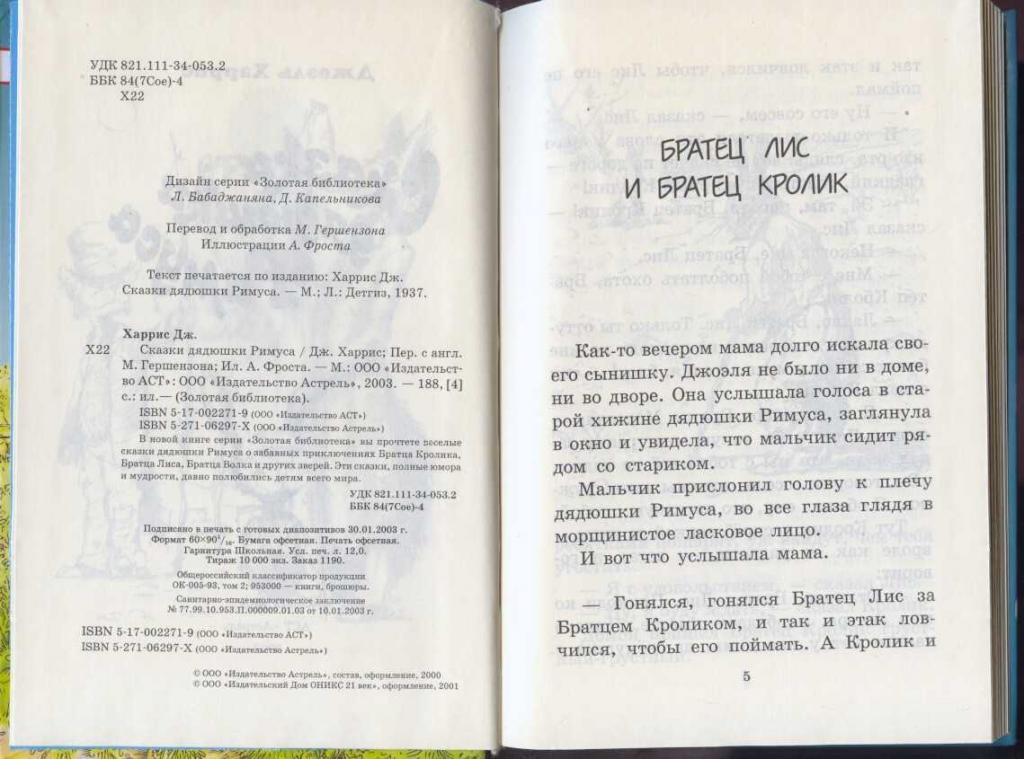 УДК 821.111-34-053.2
ББК 84(7Сое)-4
Х22
Дизайн серии «Золотая библиотека»
Л. Бабаджаняна, Д. Капельникова
Перевод и обработка М. Гершензона
Иллюстрации А. Фроста
Текст печатается по изданию: Харрис Дж.
Сказки дядюшки Римуса. — М.; Л.: Детгиз, 1937.
Харрис Дж.
Х22 Сказки дядюшки Римуса / Дж. Харрис; Пер. с англ.
М. Гершензона; Ил. А. Фроста. — М.: ООО «Издательст-
во АСТ»: ООО «Издательство Астрель», 2003. — 188, [4]
с.: ил.— (Золотая библиотека).
ISBN 5-17-002271-9 (ООО «Издательство АСТ»)
ISBN 5-271-06297-Х (ООО «Издательство Астрель»)
В новой книге серии «Золотая библиотека» вы прочтете веселые
сказки дядюшки Римуса о забавных приключениях Братца Кролика,
Братца Лиса, Братца Волка и других зверей. Эти сказки, полные юмора
и мудрости, давно полюбились детям всего мира.
УДК 821.111-34-053.2
ББК 84(7Сое)-4
Подписано в печать с готовых диапозитивов 30.01.2003 г.
Формат 60×90 1/16. Бумага офсетная. Печать офсетная.
Гарнитура Школьная. Усл. печ. л. 12,0.
Тираж 10 000 экз. Заказ 1190.
Общероссийский классификатор продукции
ОК-005-93, том 2; 953000 — книги, брошюры.
Санитарно-эпидемиологическое заключение
№ 77.99.10.953.П.000009.01.03 от 10.01.2003 г.
ISBN 5-17-002271-9 (ООО «Издательство АСТ»)
ISBN 5-271-06297-Х (ООО «Издательство Астрель»)
© ООО «Издательство Астрель», состав, оформление, 2000
© ООО «Издательский Дом ОНИКС 21 век», оформление, 2001
БРАТЕЦ ЛИС
И БРАТЕЦ КРОЛИК
Как-то вечером мама долго искала сво-
его сынишку. Джоэля не было ни в доме,
ни во дворе. Она услышала голоса в ста-
рой хижине дядюшки Римуса, заглянула
в окно и увидела, что мальчик сидит ря-
дом со стариком.
Мальчик прислонил голову к плечу
дядюшки Римуса, во все глаза глядя в
морщинистое ласковое лицо.
И вот что услышала мама.
— Гонялся, гонялся Братец Лис за
Братцем Кроликом, и так и этак лов-
чился, чтобы его поймать. А Кролик и
5